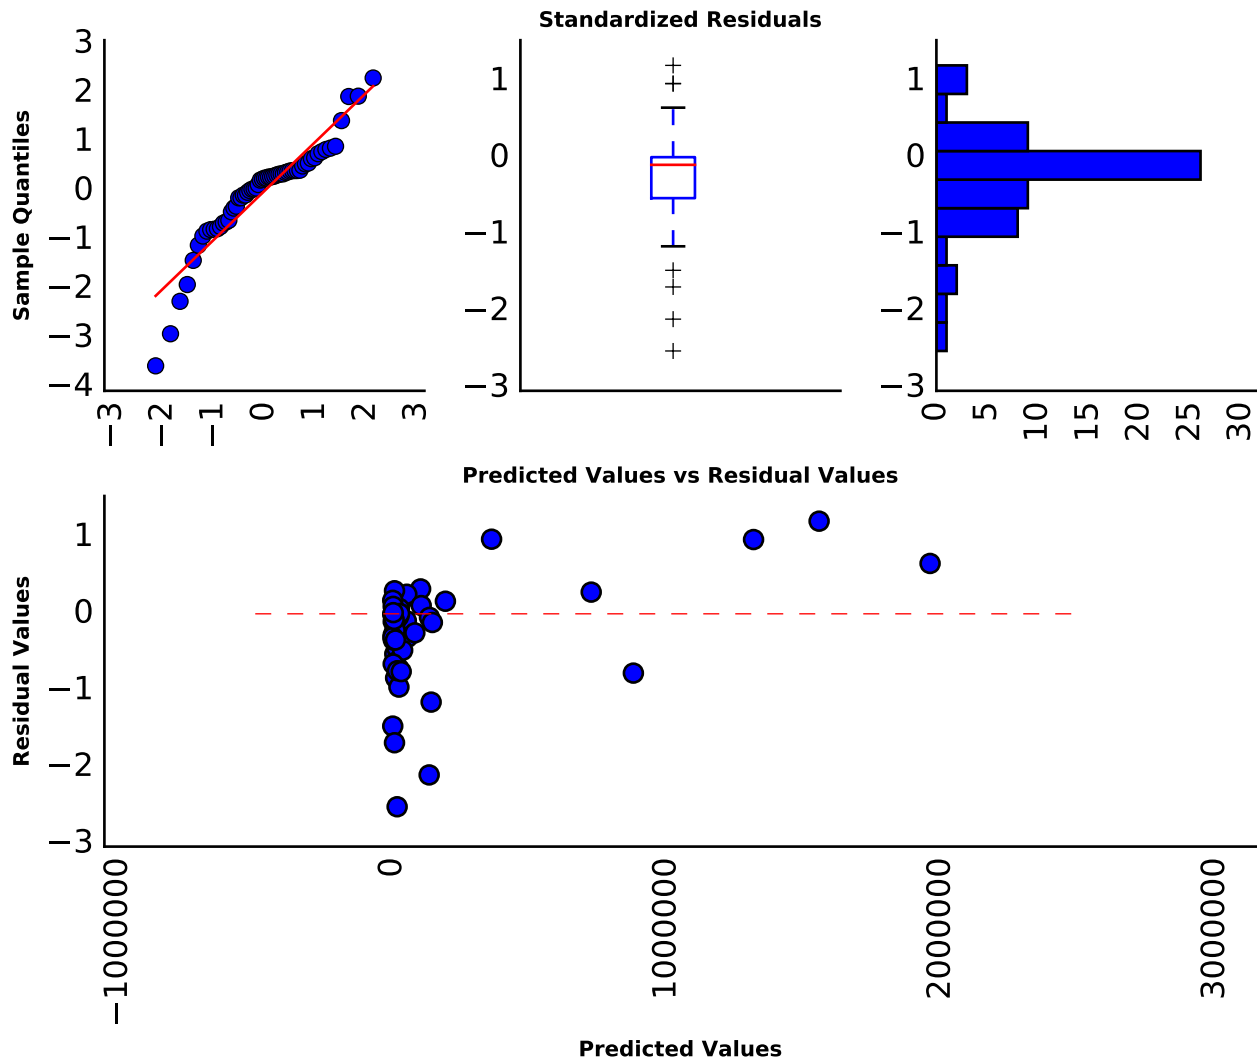 Standardized Residuals
3
2
1
0
−1
−2
−3
−4
Sample Quantiles
−3 −2 −1 0 1 2 3
1
0
−1
−2
−3
1
0
−1
−2
−3
0 5 10 15 20 25 30
Predicted Values vs Residual Values
1
0
−1
−2
−3
Residual Values
−1000000 0 1000000 2000000 3000000
Predicted Values